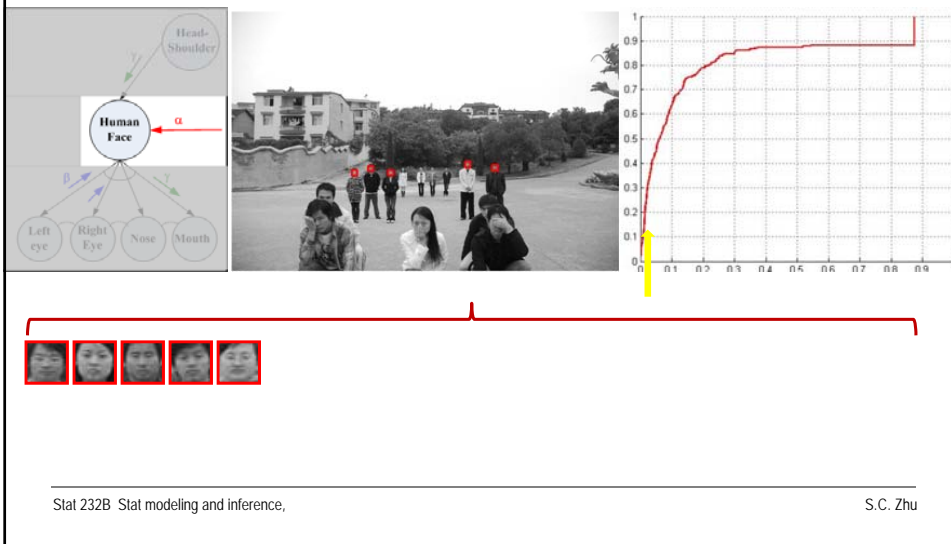 Head-
Shoulder
γ
Human
Face
α
β
γ
Left
eye
Right
Eye
Nose
Mouth
1
0.9
0.8
0.7
0.6
0.5
0.4
0.3
0.2
0.1
0
0.1
0.2
0.3
0.4
0.5
0.6
0.7
0.8
0.9
Stat 232B Stat modeling and inference,
S.C. Zhu